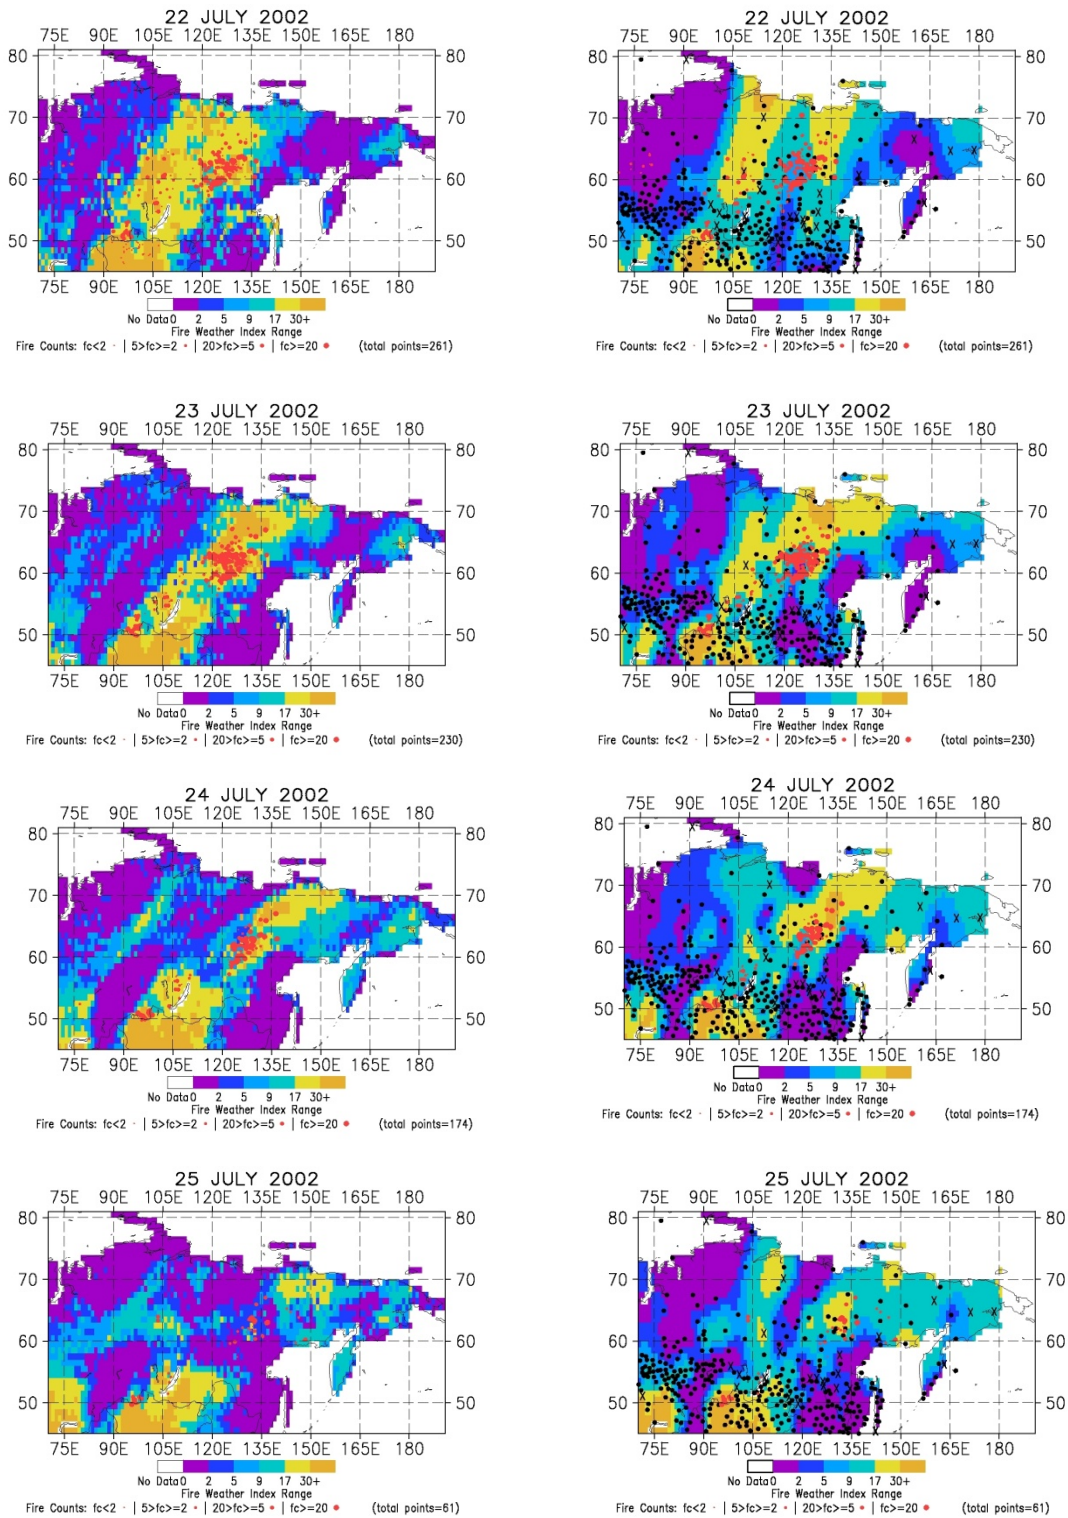 22 JULY 2002
75E 90E 105E 120E 135E 150E 165E 180
80 80
70 70
60 60
50 50
75E 90E 105E 120E 135E 150E 165E 180
No Data 0 2 5 9 17 30+
Fire Weather Index Range
Fire Counts: fc<2 · | 5>fc>=2 • | 20>fc>=5 • | fc>=20 • (total points=261)
22 JULY 2002
75E 90E 105E 120E 135E 150E 165E 180
80 80
70 70
60 60
50 50
75E 90E 105E 120E 135E 150E 165E 180
No Data 0 2 5 9 17 30+
Fire Weather Index Range
Fire Counts: fc<2 · | 5>fc>=2 • | 20>fc>=5 • | fc>=20 • (total points=261)
23 JULY 2002
75E 90E 105E 120E 135E 150E 165E 180
80 80
70 70
60 60
50 50
75E 90E 105E 120E 135E 150E 165E 180
No Data 0 2 5 9 17 30+
Fire Weather Index Range
Fire Counts: fc<2 · | 5>fc>=2 • | 20>fc>=5 • | fc>=20 • (total points=230)
23 JULY 2002
75E 90E 105E 120E 135E 150E 165E 180
80 80
70 70
60 60
50 50
75E 90E 105E 120E 135E 150E 165E 180
No Data 0 2 5 9 17 30+
Fire Weather Index Range
Fire Counts: fc<2 · | 5>fc>=2 • | 20>fc>=5 • | fc>=20 • (total points=230)
24 JULY 2002
75E 90E 105E 120E 135E 150E 165E 180
80 80
70 70
60 60
50 50
75E 90E 105E 120E 135E 150E 165E 180
No Data 0 2 5 9 17 30+
Fire Weather Index Range
Fire Counts: fc<2 · | 5>fc>=2 • | 20>fc>=5 • | fc>=20 • (total points=174)
24 JULY 2002
75E 90E 105E 120E 135E 150E 165E 180
80 80
70 70
60 60
50 50
75E 90E 105E 120E 135E 150E 165E 180
No Data 0 2 5 9 17 30+
Fire Weather Index Range
Fire Counts: fc<2 · | 5>fc>=2 • | 20>fc>=5 • | fc>=20 • (total points=174)
25 JULY 2002
75E 90E 105E 120E 135E 150E 165E 180
80 80
70 70
60 60
50 50
75E 90E 105E 120E 135E 150E 165E 180
No Data 0 2 5 9 17 30+
Fire Weather Index Range
Fire Counts: fc<2 · | 5>fc>=2 • | 20>fc>=5 • | fc>=20 • (total points=61)
25 JULY 2002
75E 90E 105E 120E 135E 150E 165E 180
80 80
70 70
60 60
50 50
75E 90E 105E 120E 135E 150E 165E 180
No Data 0 2 5 9 17 30+
Fire Weather Index Range
Fire Counts: fc<2 · | 5>fc>=2 • | 20>fc>=5 • | fc>=20 • (total points=61)